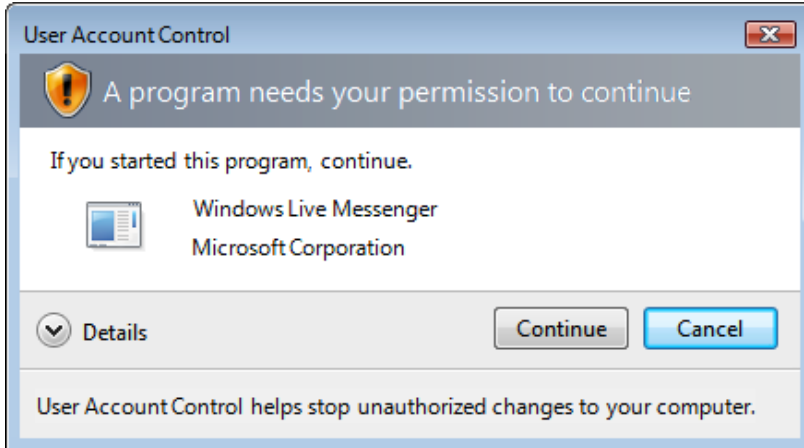 User Account Control
A program needs your permission to continue
If you started this program, continue.
Windows Live Messenger
Microsoft Corporation
Details
Continue
Cancel
User Account Control helps stop unauthorized changes to your computer.